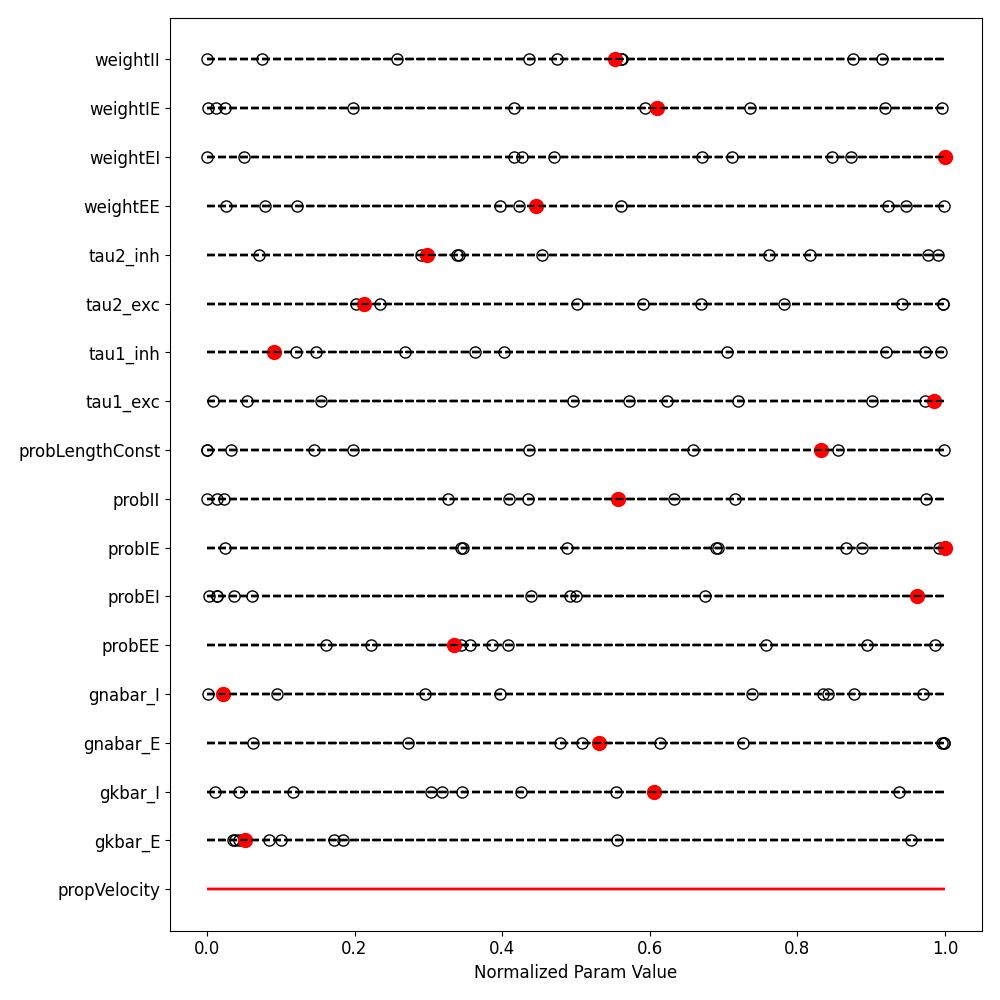 weightII
weightIE
weightEI
weightEE
tau2_inh
tau2_exc
tau1_inh
tau1_exc
probLengthConst
probII
probIE
probEI
probEE
gnabar_I
gnabar_E
gkbar_I
gkbar_E
propVelocity
0.0 0.2 0.4 0.6 0.8 1.0
Normalized Param Value